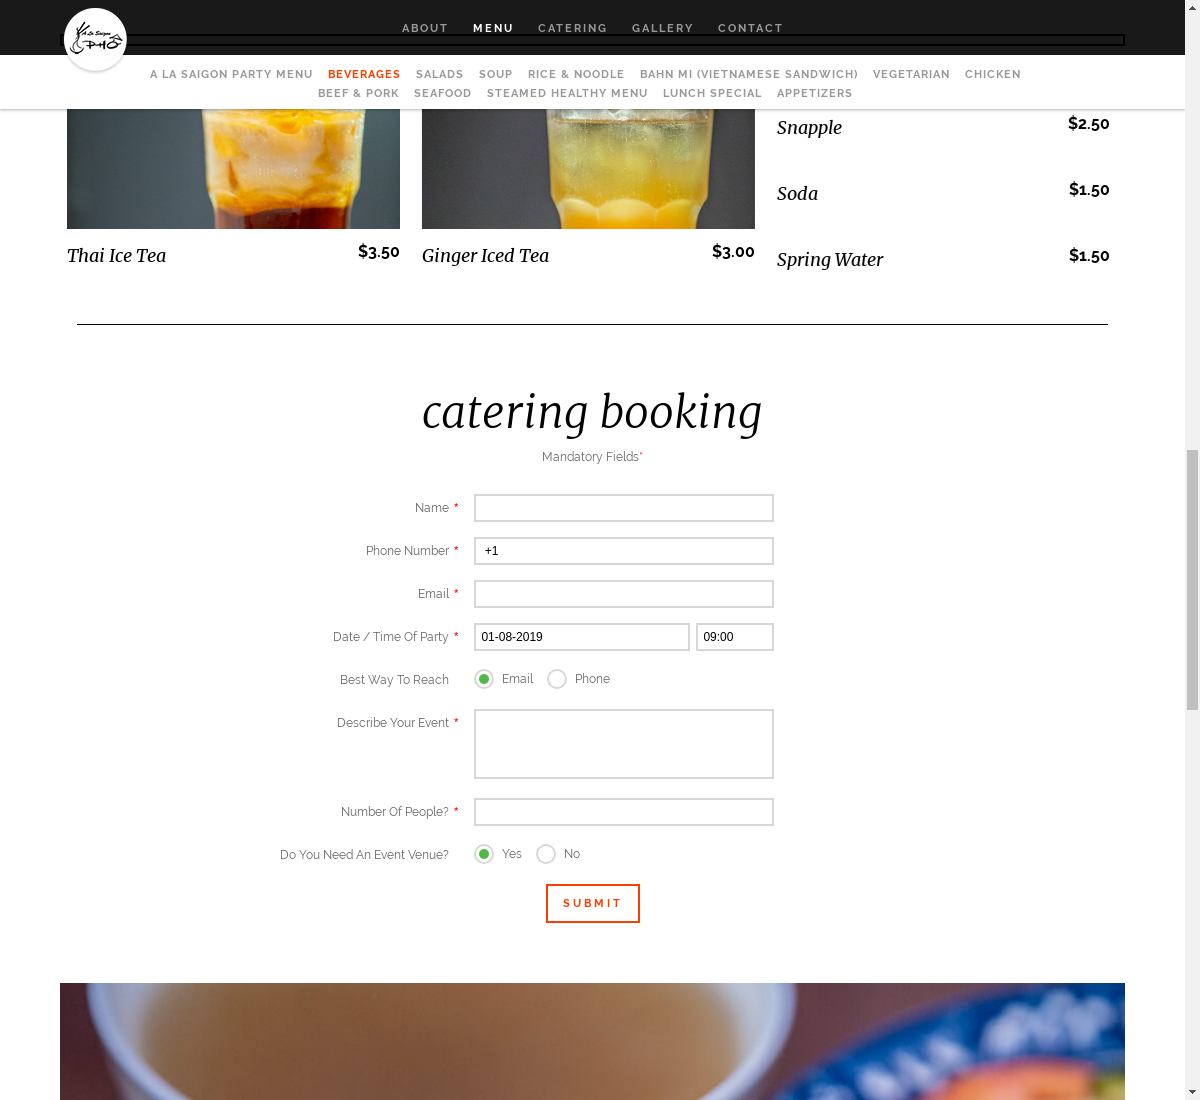 A La Saigon
PHO
ABOUT MENU CATERING GALLERY CONTACT
A LA SAIGON PARTY MENU BEVERAGES SALADS SOUP RICE & NOODLE BAHN MI (VIETNAMESE SANDWICH) VEGETARIAN CHICKEN
BEEF & PORK SEAFOOD STEAMED HEALTHY MENU LUNCH SPECIAL APPETIZERS
Thai Ice Tea $3.50
Ginger Iced Tea $3.00
Snapple $2.50
Soda $1.50
Spring Water $1.50
catering booking
Mandatory Fields*
Name *
Phone Number * +1
Email *
Date / Time Of Party * 01-08-2019 09:00
Best Way To Reach Email Phone
Describe Your Event *
Number Of People? *
Do You Need An Event Venue? Yes No
SUBMIT